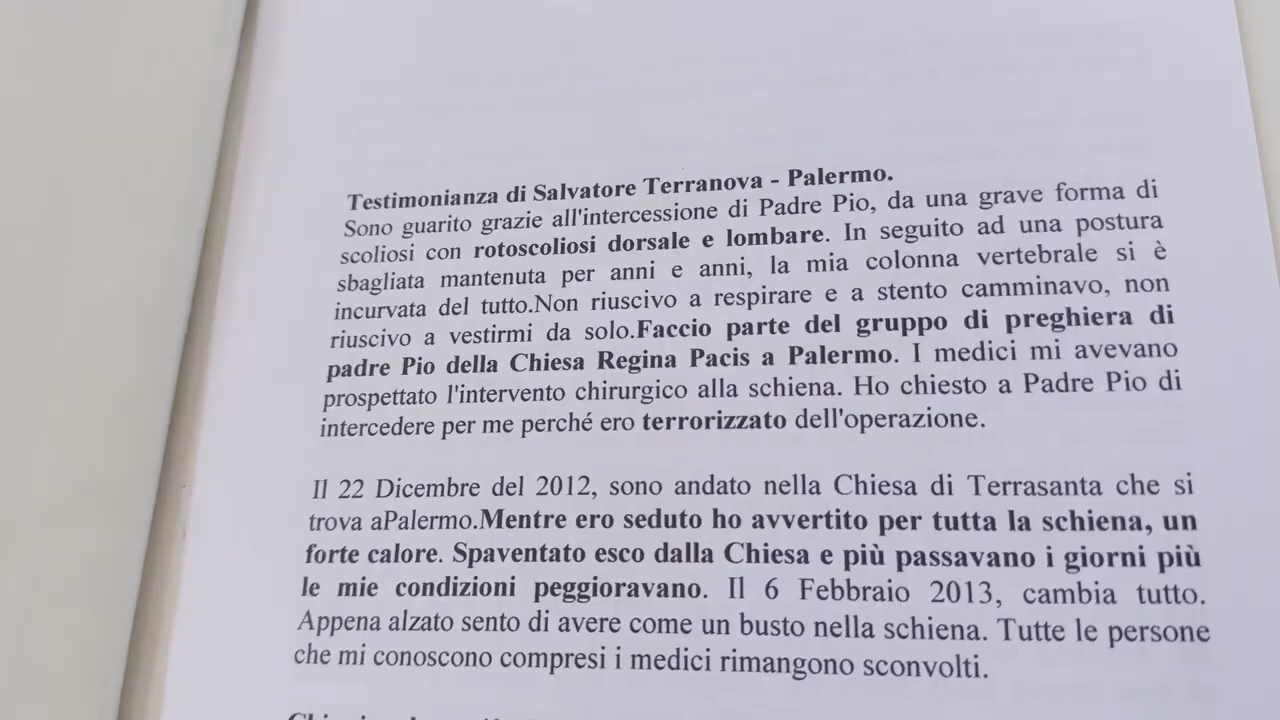 Testimonianza di Salvatore Terranova - Palermo.
Sono guarito grazie all'intercessione di Padre Pio, da una grave forma di
scoliosi con rotoscoliosi dorsale e lombare. In seguito ad una postura
sbagliata mantenuta per anni e anni, la mia colonna vertebrale si è
incurvata del tutto.Non riuscivo a respirare e a stento camminavo, non
riuscivo a vestirmi da solo.Faccio parte del gruppo di preghiera di
padre Pio della Chiesa Regina Pacis a Palermo. I medici mi avevano
prospettato l'intervento chirurgico alla schiena. Ho chiesto a Padre Pio di
intercedere per me perché ero terrorizzato dell'operazione.
Il 22 Dicembre del 2012, sono andato nella Chiesa di Terrasanta che si
trova aPalermo.Mentre ero seduto ho avvertito per tutta la schiena, un
forte calore. Spaventato esco dalla Chiesa e più passavano i giorni più
le mie condizioni peggioravano. Il 6 Febbraio 2013, cambia tutto.
Appena alzato sento di avere come un busto nella schiena. Tutte le persone
che mi conoscono compresi i medici rimangono sconvolti.